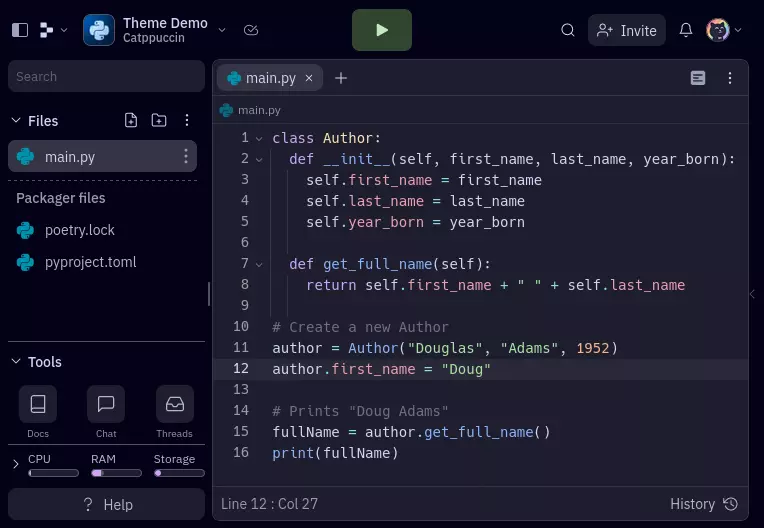 Theme Demo
Catppuccin
Invite
Search
Files
main.py
Packager files
poetry.lock
pyproject.toml
Tools
Docs
Chat
Threads
CPU
RAM
Storage
? Help
main.py ×
main.py
1 class Author:
2   def __init__(self, first_name, last_name, year_born):
3     self.first_name = first_name
4     self.last_name = last_name
5     self.year_born = year_born
6
7   def get_full_name(self):
8     return self.first_name + " " + self.last_name
9
10 # Create a new Author
11 author = Author("Douglas", "Adams", 1952)
12 author.first_name = "Doug"
13
14 # Prints "Doug Adams"
15 fullName = author.get_full_name()
16 print(fullName)
Line 12 : Col 27
History